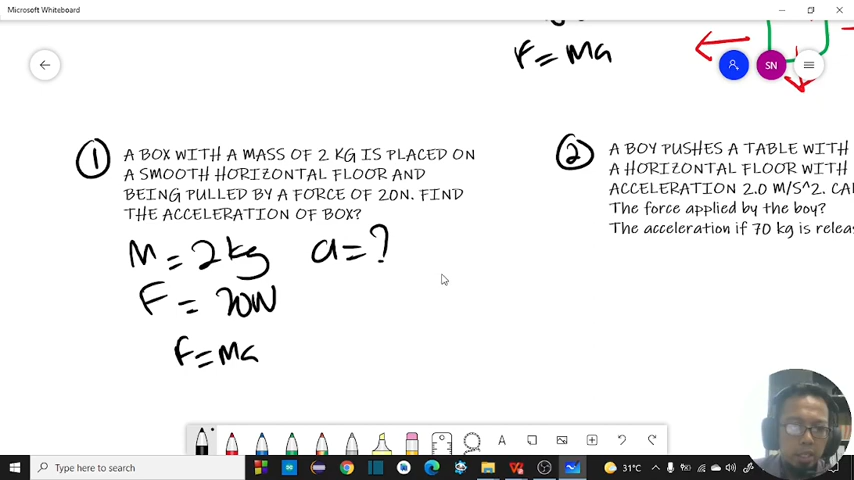 Microsoft Whiteboard
F = Ma
SN
1 A BOX WITH A MASS OF 2 KG IS PLACED ON
A SMOOTH HORIZONTAL FLOOR AND
BEING PULLED BY A FORCE OF 20N. FIND
THE ACCELERATION OF BOX?
M = 2 kg a = ?
F = 20N
F = Ma
2 A BOY PUSHES A TABLE WITH
A HORIZONTAL FLOOR WITH
ACCELERATION 2.0 M/S^2. CAL
The force applied by the boy?
The acceleration if 70 kg is relea
A
Type here to search
31°C